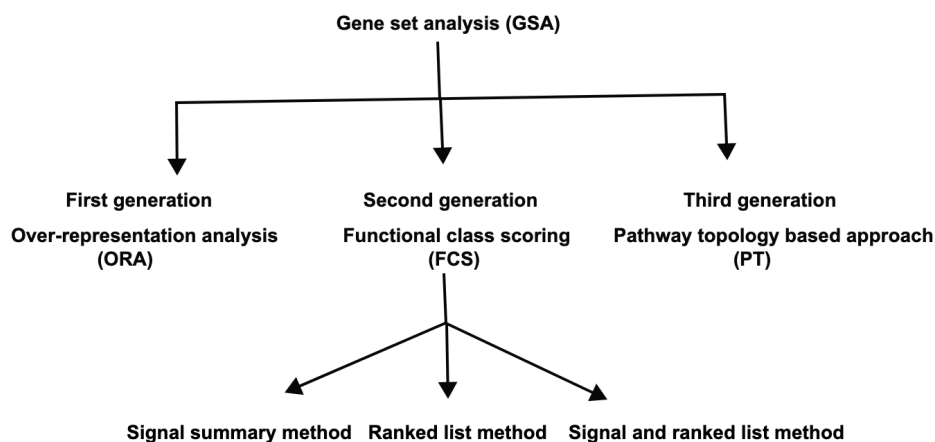 Gene set analysis (GSA)
First generation
Second generation
Third generation
Over-representation analysis
(ORA)
Functional class scoring
(FCS)
Pathway topology based approach
(PT)
Signal summary method
Ranked list method
Signal and ranked list method